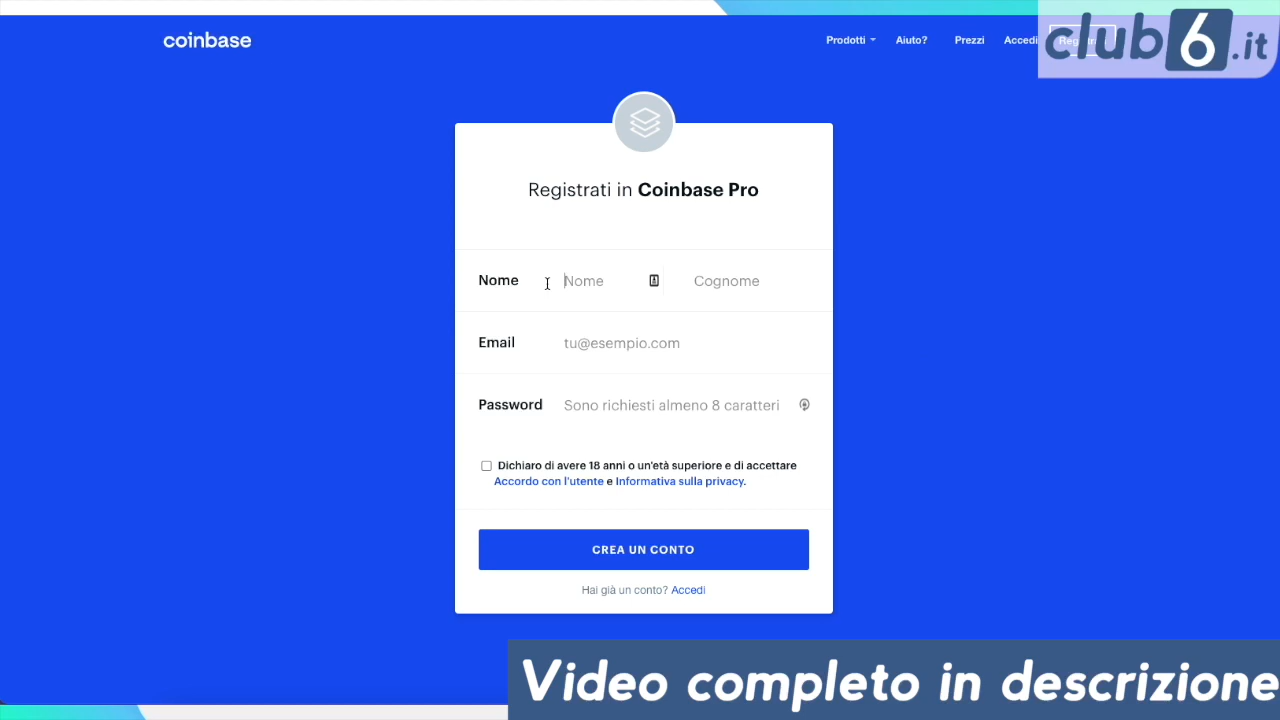 coinbase
Prodotti
Aiuto?
Prezzi
Accedi
club6.it
Registrati in Coinbase Pro
Nome
Nome
Cognome
Email
tu@esempio.com
Password
Sono richiesti almeno 8 caratteri
Dichiaro di avere 18 anni o un'età superiore e di accettare
Accordo con l'utente e Informativa sulla privacy.
CREA UN CONTO
Hai già un conto? Accedi
Video completo in descrizione